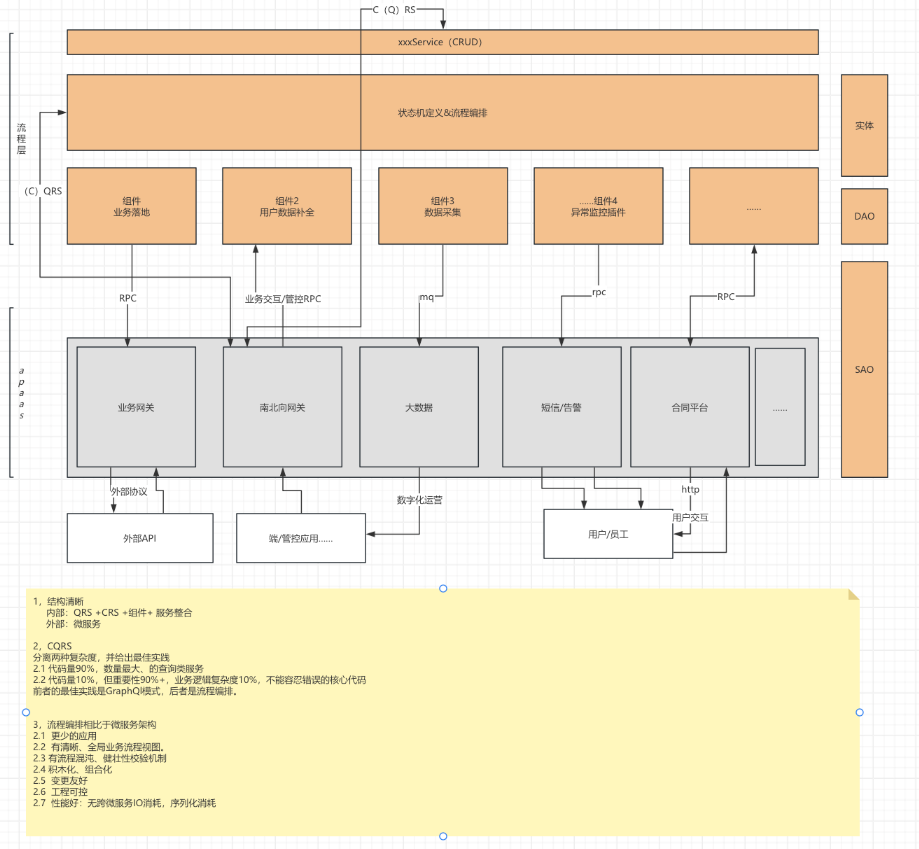 C（Q）RS
xxxService（CRUD）
状态机定义&流程编排
实体
流
程
层
（C）QRS
组件
业务落地
组件2
用户数据补全
组件3
数据采集
……组件4
异常监控插件
……
DAO
RPC
业务交互/管控RPC
mq
rpc
RPC
a
p
a
a
s
业务网关
南北向网关
大数据
短信/告警
合同平台
……
SAO
外部协议
数字化运营
http
用户交互
外部API
端/管控应用……
用户/员工
1，结构清晰
内部：QRS +CRS +组件+ 服务整合
外部：微服务
2，CQRS
分离两种复杂度，并给出最佳实践
2.1 代码量90%，数量最大、的查询类服务
2.2 代码量10%，但重要性90%+，业务逻辑复杂度10%，不能容忍错误的核心代码
前者的最佳实践是GraphQl模式，后者是流程编排。
3，流程编排相比于微服务架构
2.1 更少的应用
2.2 有清晰、全局业务流程视图。
2.3 有流程混沌、健壮性校验机制
2.4 积木化、组合化
2.5 变更友好
2.6 工程可控
2.7 性能好：无跨微服务IO消耗，序列化消耗